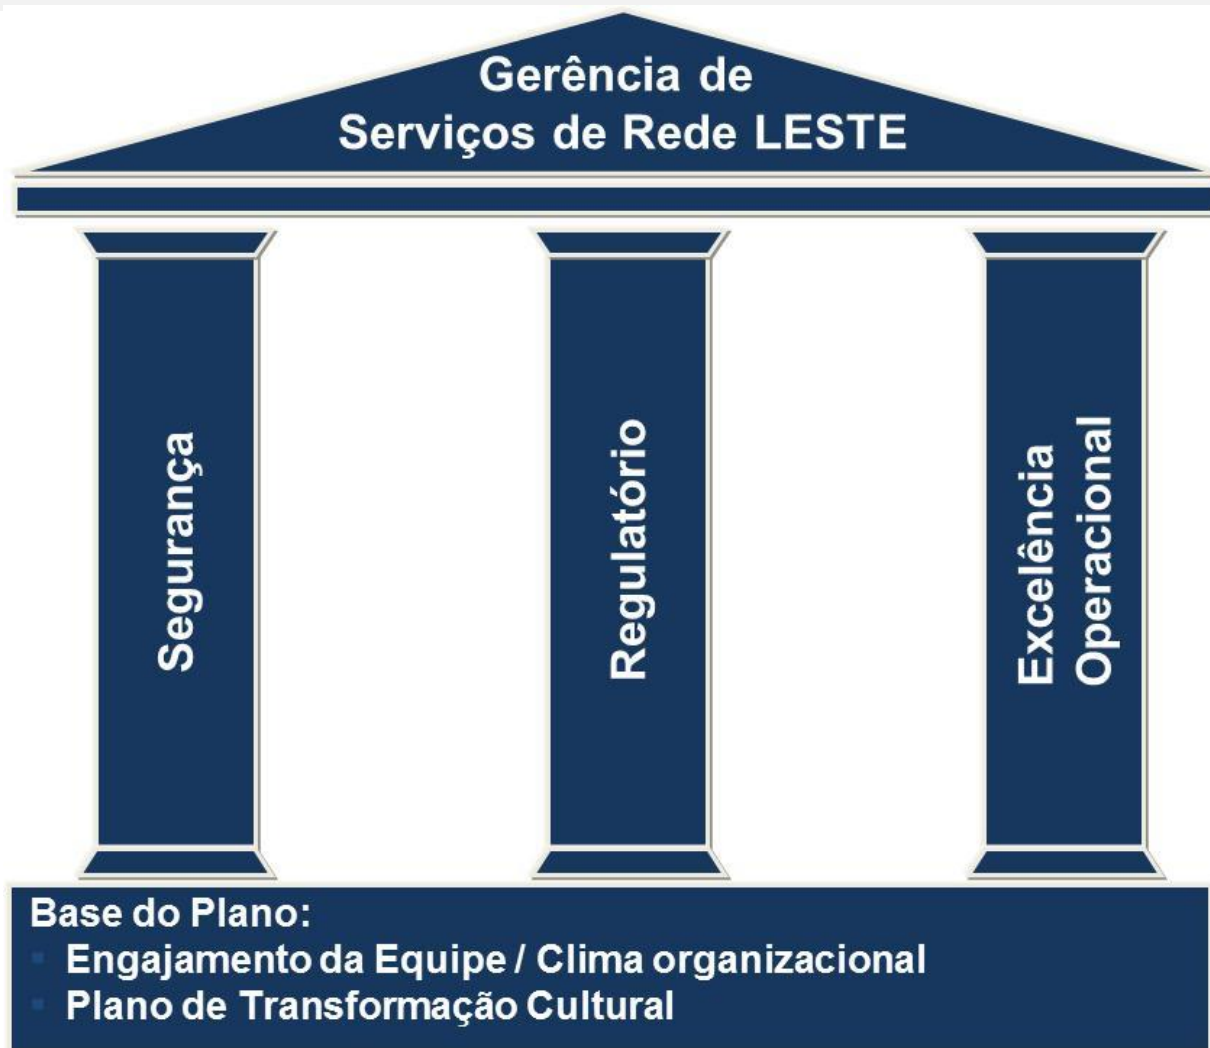 Gerência de
Serviços de Rede LESTE
Segurança
Regulatório
Excelência
Operacional
Base do Plano:
Engajamento da Equipe / Clima organizacional
Plano de Transformação Cultural